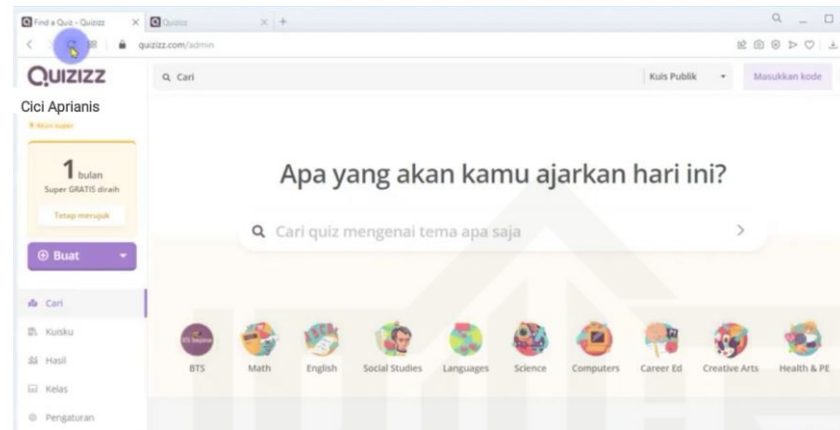 Find a Quiz - Quizizz
Quizizz
quizizz.com/admin
QUIZIZZ
Cari
Kuis Publik
Masukkan kode
Cici Aprianis
Akun super
1 bulan
Super GRATIS diraih
Tetap merujuk
Buat
Apa yang akan kamu ajarkan hari ini?
Cari quiz mengenai tema apa saja
Cari
Kuisku
Hasil
Kelas
Pengaturan
BTS
Math
English
Social Studies
Languages
Science
Computers
Career Ed
Creative Arts
Health & PE